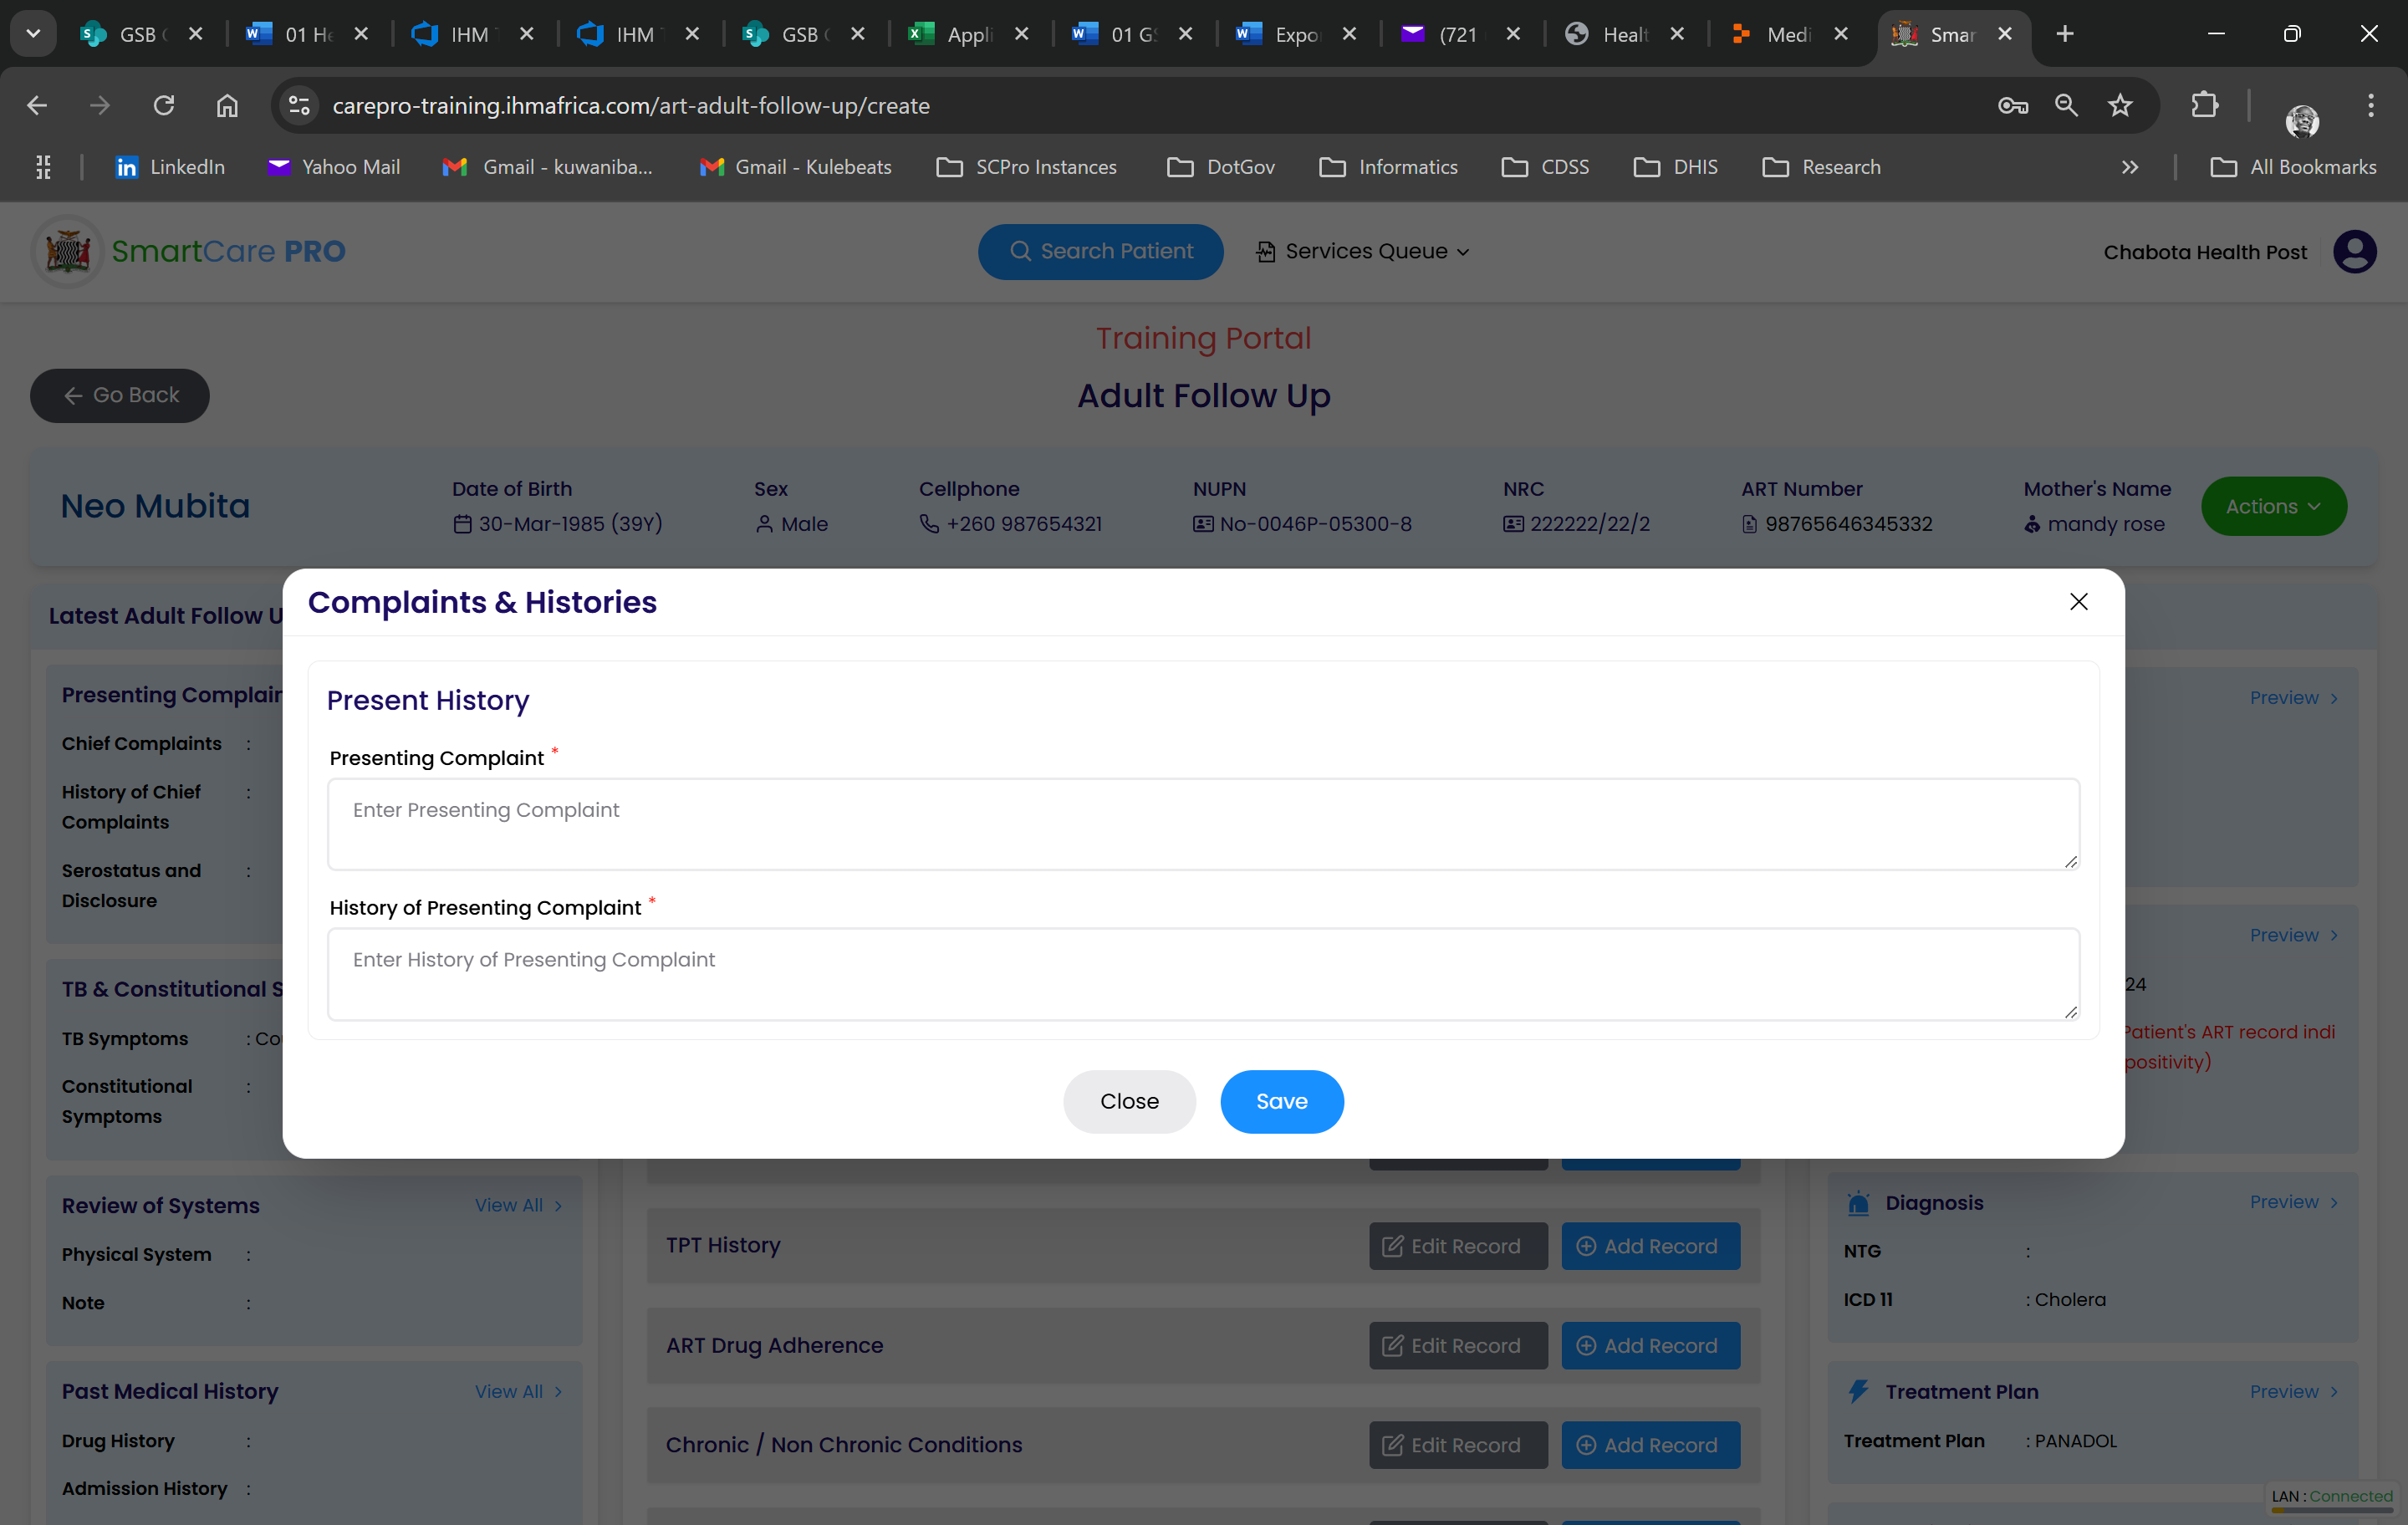 GSB
01 He
IHM
IHM
GSB
Appli
01 GS
Expo
(721
Healt
Medi
Smar
carepro-training.ihmafrica.com/art-adult-follow-up/create
LinkedIn
Yahoo Mail
Gmail - kuwaniba...
Gmail - Kulebeats
SCPro Instances
DotGov
Informatics
CDSS
DHIS
Research
All Bookmarks
SmartCare PRO
Search Patient
Services Queue
Chabota Health Post
Training Portal
Go Back
Adult Follow Up
Neo Mubita
Date of Birth
30-Mar-1985 (39Y)
Sex
Male
Cellphone
+260 987654321
NUPN
No-0046P-05300-8
NRC
222222/22/2
ART Number
98765646345332
Mother's Name
mandy rose
Actions
Latest Adult Follow U
Presenting Complain
Chief Complaints :
History of Chief :
Complaints
Serostatus and :
Disclosure
TB & Constitutional S
TB Symptoms : Co
Constitutional :
Symptoms
Review of Systems View All
Physical System :
Note :
Past Medical History View All
Drug History :
Admission History :
Complaints & Histories
Present History
Presenting Complaint *
Enter Presenting Complaint
History of Presenting Complaint *
Enter History of Presenting Complaint
Close
Save
TPT History Edit Record Add Record
ART Drug Adherence Edit Record Add Record
Chronic / Non Chronic Conditions Edit Record Add Record
Preview
Preview
24
Patient's ART record indi
positivity)
Diagnosis Preview
NTG :
ICD 11 : Cholera
Treatment Plan Preview
Treatment Plan : PANADOL
LAN : Connected